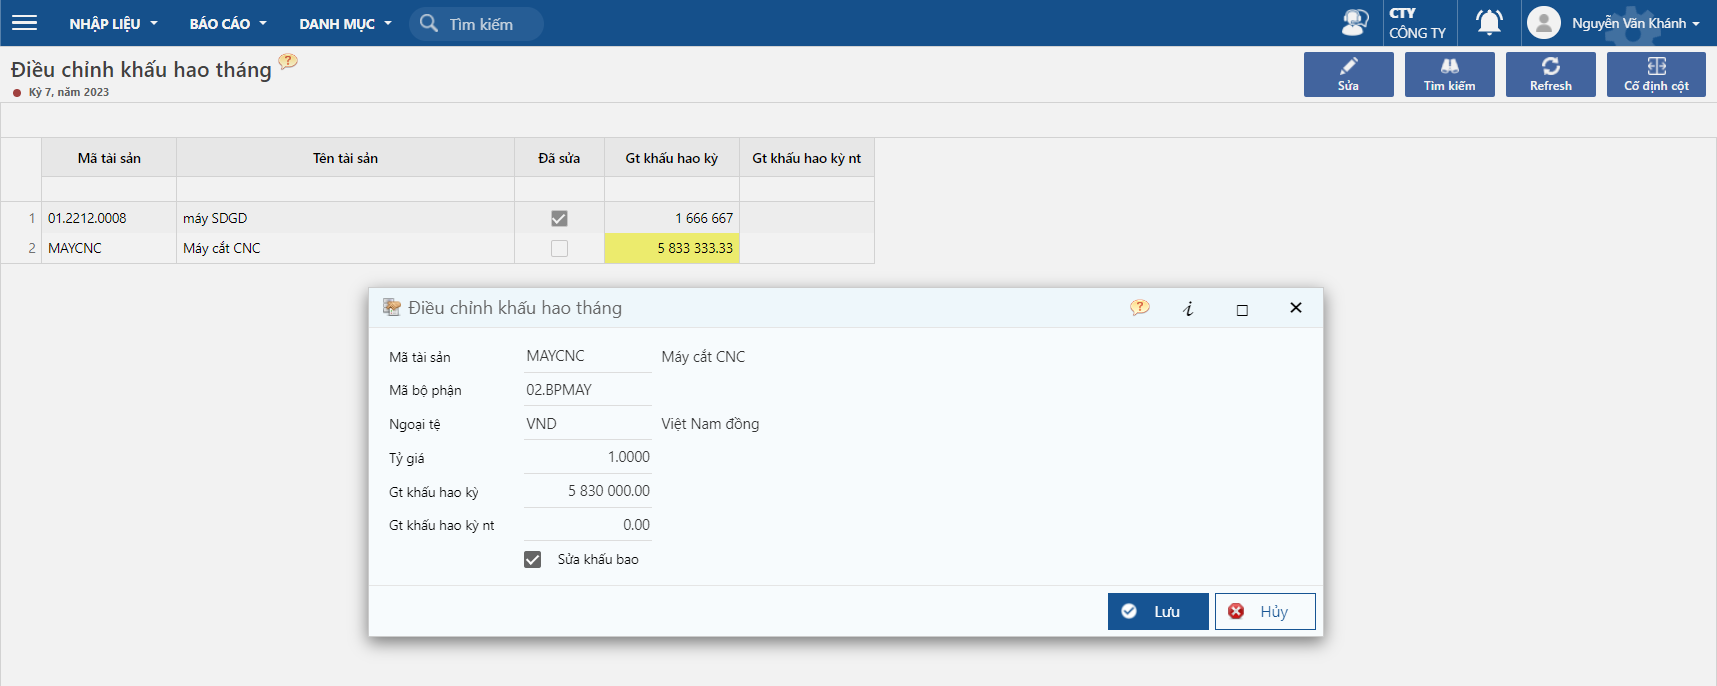 NHẬP LIỆU BÁO CÁO DANH MỤC Tìm kiếm CTY CÔNG TY Nguyễn Văn Khánh
Điều chỉnh khấu hao tháng ?
Kỳ 7, năm 2023
Sửa Tìm kiếm Refresh Cố định cột
Mã tài sản Tên tài sản Đã sửa Gt khấu hao kỳ Gt khấu hao kỳ nt
1 01.2212.0008 máy SDGD 1 666 667
2 MAYCNC Máy cắt CNC 5 833 333.33
Điều chỉnh khấu hao tháng ? i
Mã tài sản MAYCNC Máy cắt CNC
Mã bộ phận 02.BPMAY
Ngoại tệ VND Việt Nam đồng
Tỷ giá 1.0000
Gt khấu hao kỳ 5 830 000.00
Gt khấu hao kỳ nt 0.00
Sửa khấu bao
Lưu Hủy